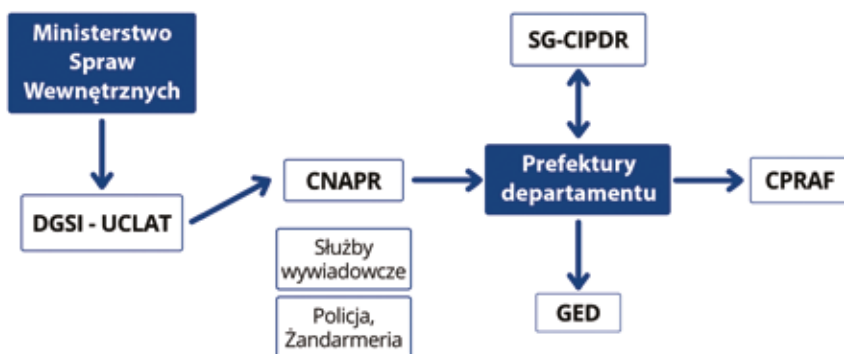 Ministerstwo
Spraw
Wewnętrznych
SG-CIPDR
DGSI - UCLAT
CNAPR
Prefektury
departamentu
CPRAF
Służby
wywiadowcze
Policja,
Żandarmeria
GED